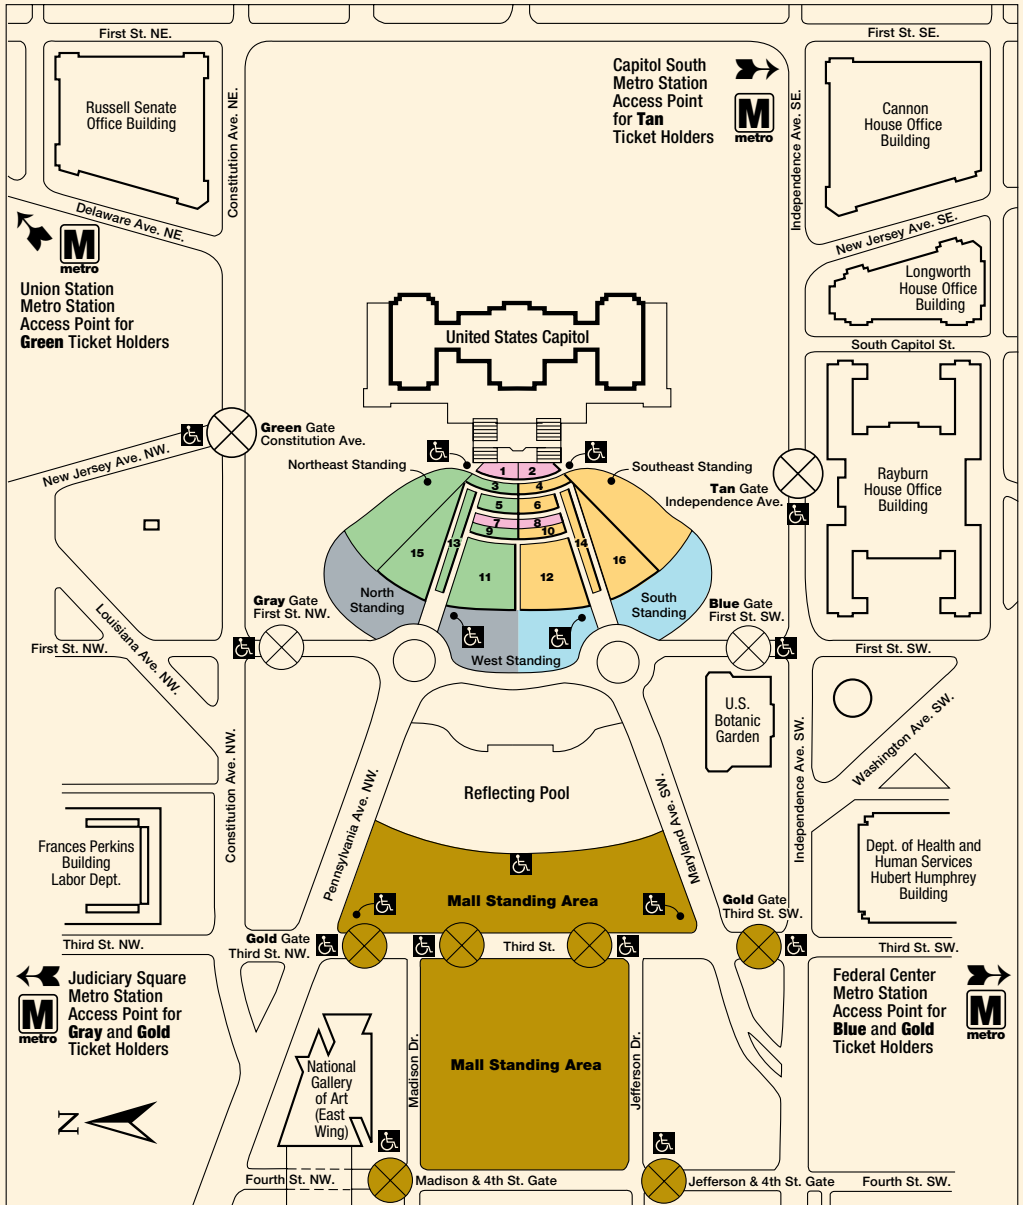 First St. NE.
First St. SE.
Russell Senate
Office Building
Constitution Ave. NE.
Capitol South
Metro Station
Access Point
for Tan
Ticket Holders
M
metro
Independence Ave. SE.
Cannon
House Office
Building
Delaware Ave. NE.
New Jersey Ave. SE.
M
metro
Union Station
Metro Station
Access Point for
Green Ticket Holders
Longworth
House Office
Building
United States Capitol
South Capitol St.
Green Gate
Constitution Ave.
New Jersey Ave. NW.
Northeast Standing
Southeast Standing
Tan Gate
Independence Ave.
Rayburn
House Office
Building
1
2
3
4
5
6
7
8
9
10
13
14
15
16
11
12
North
Standing
South
Standing
West Standing
Gray Gate
First St. NW.
Blue Gate
First St. SW.
Louisiana Ave. NW.
First St. NW.
First St. SW.
U.S.
Botanic
Garden
Washington Ave. SW.
Constitution Ave. NW.
Pennsylvania Ave. NW.
Reflecting Pool
Maryland Ave. SW.
Independence Ave. SW.
Frances Perkins
Building
Labor Dept.
Dept. of Health and
Human Services
Hubert Humphrey
Building
Mall Standing Area
Gold Gate
Third St. SW.
Third St. NW.
Gold Gate
Third St. NW.
Third St.
Third St. SW.
M
metro
Judiciary Square
Metro Station
Access Point for
Gray and Gold
Ticket Holders
Federal Center
Metro Station
Access Point for
Blue and Gold
Ticket Holders
M
metro
National
Gallery
of Art
(East
Wing)
Madison Dr.
Mall Standing Area
Jefferson Dr.
N
Fourth St. NW.
Madison & 4th St. Gate
Jefferson & 4th St. Gate
Fourth St. SW.